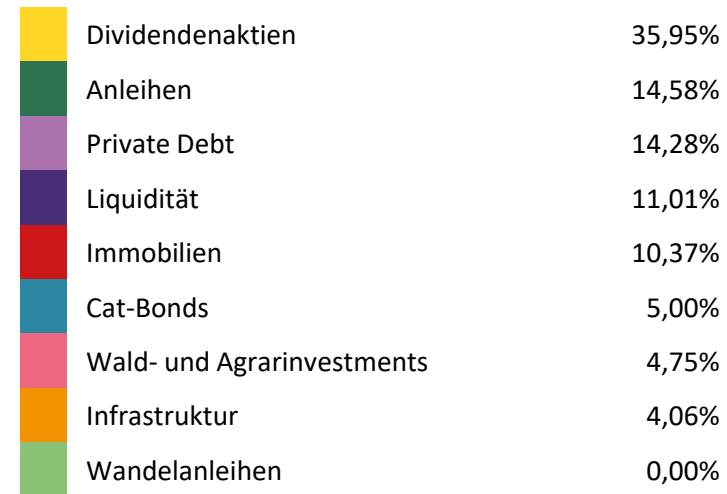 Dividendenaktien 35,95%
Anleihen 14,58%
Private Debt 14,28%
Liquidität 11,01%
Immobilien 10,37%
Cat-Bonds 5,00%
Wald- und Agrarinvestments 4,75%
Infrastruktur 4,06%
Wandelanleihen 0,00%